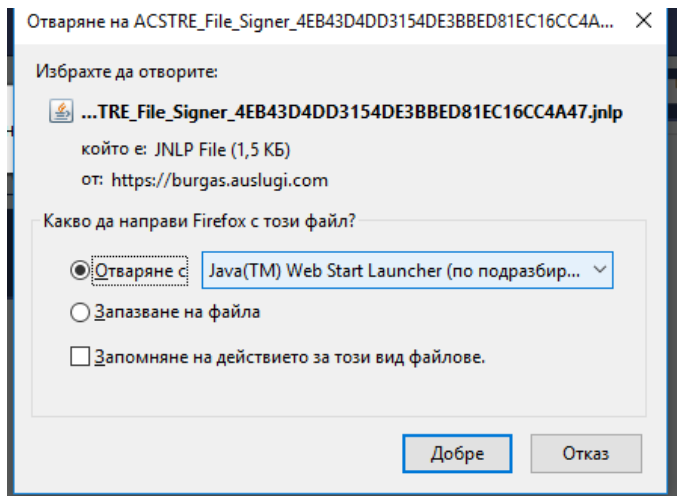 Отваряне на ACSTRE_File_Signer_4EB43D4DD3154DE3BBED81EC16CC4A...
Избрахте да отворите:
...TRE_File_Signer_4EB43D4DD3154DE3BBED81EC16CC4A47.jnlp
който е: JNLP File (1,5 КБ)
от: https://burgas.auslugi.com
Какво да направи Firefox с този файл?
Отваряне с Java(TM) Web Start Launcher (по подразбир...
Запазване на файла
Запомняне на действието за този вид файлове.
Добре Отказ